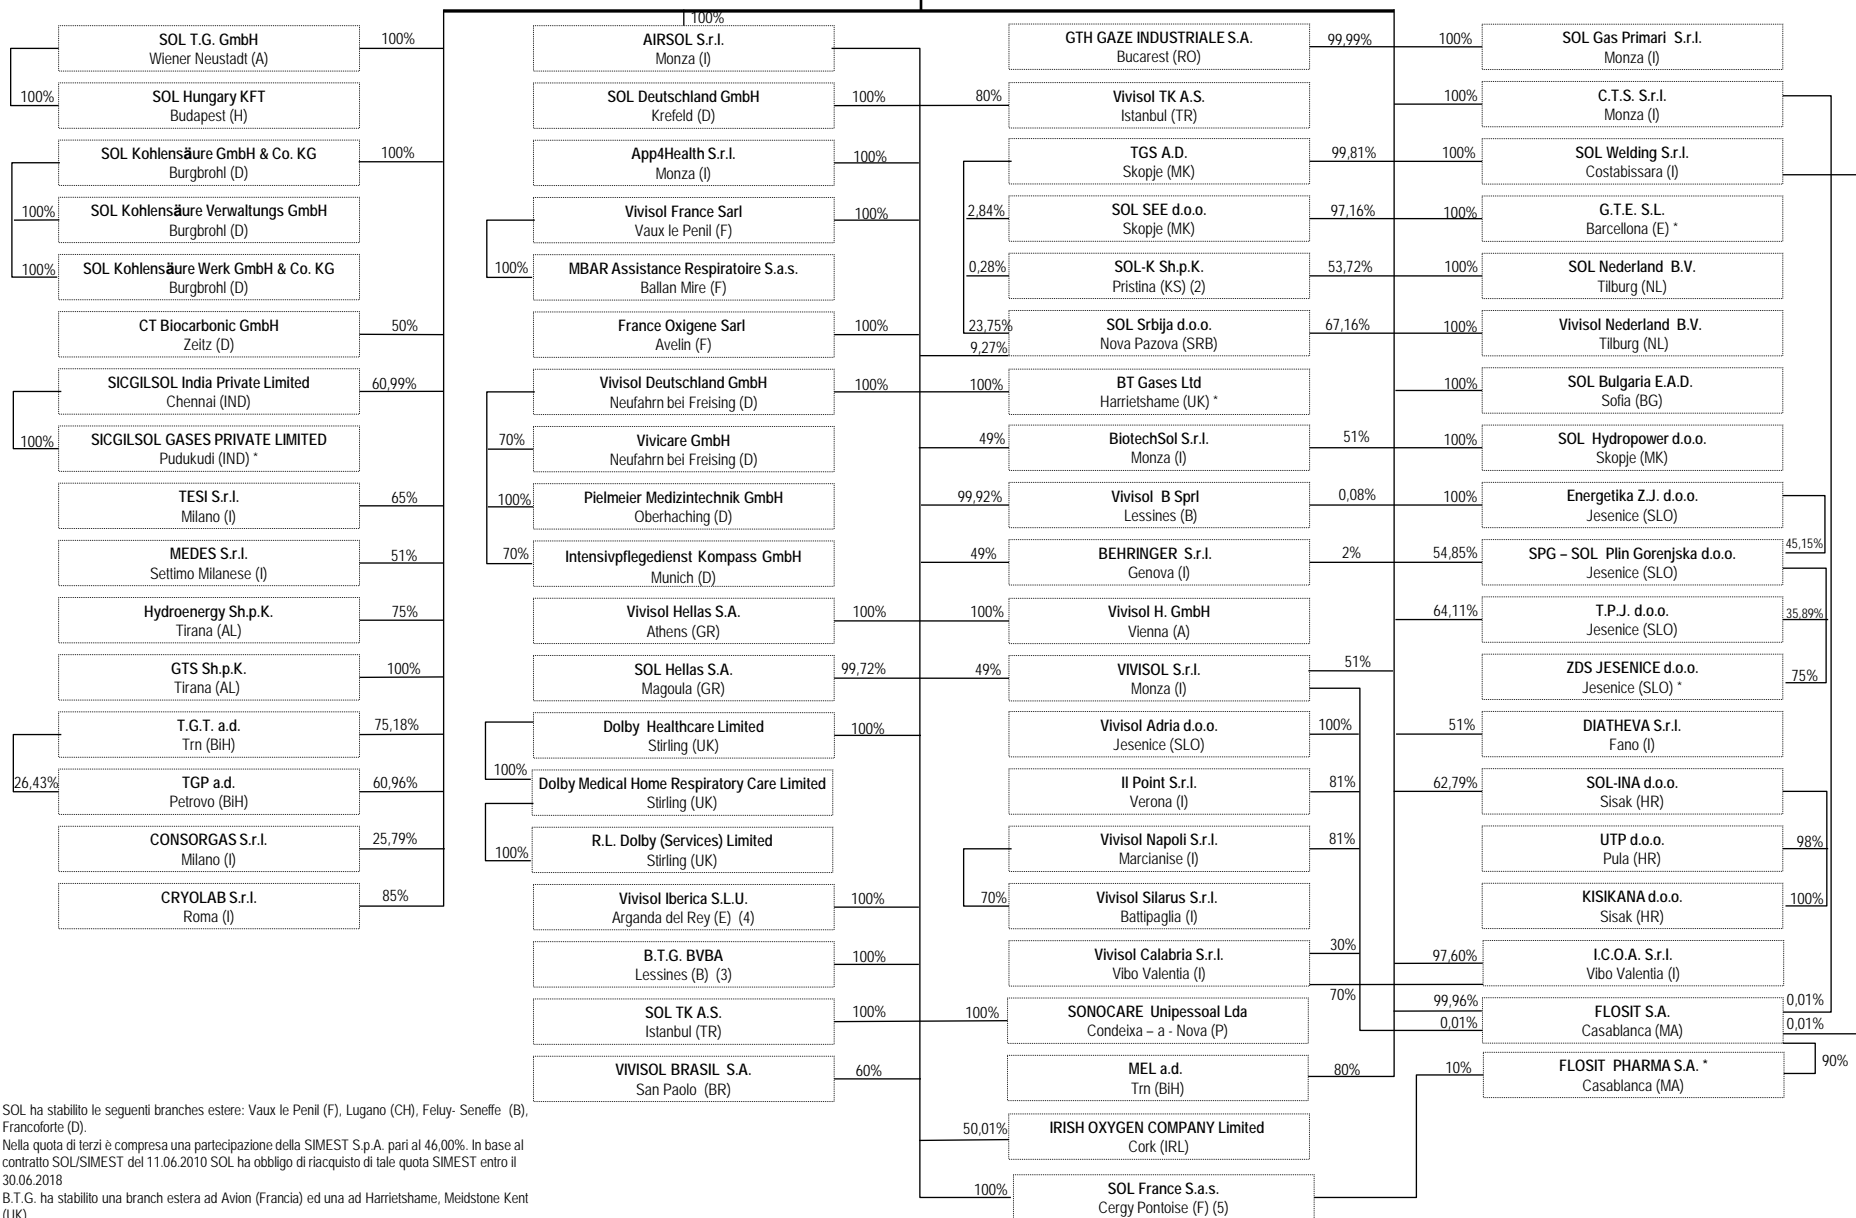 100%
SOL T.G. GmbH
Wiener Neustadt (A)
100%
100%
SOL Hungary KFT
Budapest (H)
SOL Kohlensäure GmbH & Co. KG
Burgbrohl (D)
100%
100%
SOL Kohlensäure Verwaltungs GmbH
Burgbrohl (D)
100%
SOL Kohlensäure Werk GmbH & Co. KG
Burgbrohl (D)
CT Biocarbonic GmbH
Zeitz (D)
50%
SICGILSOL India Private Limited
Chennai (IND)
60,99%
100%
SICGILSOL GASES PRIVATE LIMITED
Pudukudi (IND) *
TESI S.r.l.
Milano (I)
65%
MEDES S.r.l.
Settimo Milanese (I)
51%
Hydroenergy Sh.p.K.
Tirana (AL)
75%
GTS Sh.p.K.
Tirana (AL)
100%
T.G.T. a.d.
Trn (BiH)
75,18%
26,43%
TGP a.d.
Petrovo (BiH)
60,96%
CONSORGAS S.r.l.
Milano (I)
25,79%
CRYOLAB S.r.l.
Roma (I)
85%
AIRSOL S.r.l.
Monza (I)
SOL Deutschland GmbH
Krefeld (D)
100%
App4Health S.r.l.
Monza (I)
100%
Vivisol France Sarl
Vaux le Penil (F)
100%
100%
MBAR Assistance Respiratoire S.a.s.
Ballan Mire (F)
France Oxigene Sarl
Avelin (F)
100%
Vivisol Deutschland GmbH
Neufahrn bei Freising (D)
100%
70%
Vivicare GmbH
Neufahrn bei Freising (D)
100%
Pielmeier Medizintechnik GmbH
Oberhaching (D)
70%
Intensivpflegedienst Kompass GmbH
Munich (D)
Vivisol Hellas S.A.
Athens (GR)
100%
SOL Hellas S.A.
Magoula (GR)
99,72%
Dolby Healthcare Limited
Stirling (UK)
100%
100%
Dolby Medical Home Respiratory Care Limited
Stirling (UK)
100%
R.L. Dolby (Services) Limited
Stirling (UK)
Vivisol Iberica S.L.U.
Arganda del Rey (E) (4)
100%
B.T.G. BVBA
Lessines (B) (3)
100%
SOL TK A.S.
Istanbul (TR)
100%
VIVISOL BRASIL S.A.
San Paolo (BR)
60%
GTH GAZE INDUSTRIALE S.A.
Bucarest (RO)
99,99%
80%
Vivisol TK A.S.
Istanbul (TR)
TGS A.D.
Skopje (MK)
99,81%
2,84%
SOL SEE d.o.o.
Skopje (MK)
97,16%
0,28%
SOL-K Sh.p.K.
Pristina (KS) (2)
53,72%
23,75%
9,27%
SOL Srbija d.o.o.
Nova Pazova (SRB)
67,16%
100%
BT Gases Ltd
Harrietshame (UK) *
49%
BiotechSol S.r.l.
Monza (I)
51%
99,92%
Vivisol B Sprl
Lessines (B)
0,08%
49%
BEHRINGER S.r.l.
Genova (I)
2%
100%
Vivisol H. GmbH
Vienna (A)
49%
VIVISOL S.r.l.
Monza (I)
51%
Vivisol Adria d.o.o.
Jesenice (SLO)
100%
Il Point S.r.l.
Verona (I)
81%
Vivisol Napoli S.r.l.
Marcianise (I)
81%
70%
Vivisol Silarus S.r.l.
Battipaglia (I)
Vivisol Calabria S.r.l.
Vibo Valentia (I)
30%
70%
100%
SONOCARE Unipessoal Lda
Condeixa – a - Nova (P)
MEL a.d.
Trn (BiH)
80%
50,01%
IRISH OXYGEN COMPANY Limited
Cork (IRL)
100%
SOL France S.a.s.
Cergy Pontoise (F) (5)
100%
SOL Gas Primari S.r.l.
Monza (I)
100%
C.T.S. S.r.l.
Monza (I)
100%
SOL Welding S.r.l.
Costabissara (I)
100%
G.T.E. S.L.
Barcellona (E) *
100%
SOL Nederland B.V.
Tilburg (NL)
100%
Vivisol Nederland B.V.
Tilburg (NL)
100%
SOL Bulgaria E.A.D.
Sofia (BG)
100%
SOL Hydropower d.o.o.
Skopje (MK)
100%
Energetika Z.J. d.o.o.
Jesenice (SLO)
45,15%
54,85%
SPG – SOL Plin Gorenjska d.o.o.
Jesenice (SLO)
64,11%
T.P.J. d.o.o.
Jesenice (SLO)
35,89%
ZDS JESENICE d.o.o.
Jesenice (SLO) *
75%
51%
DIATHEVA S.r.l.
Fano (I)
62,79%
SOL-INA d.o.o.
Sisak (HR)
UTP d.o.o.
Pula (HR)
98%
KISIKANA d.o.o.
Sisak (HR)
100%
97,60%
I.C.O.A. S.r.l.
Vibo Valentia (I)
99,96%
0,01%
FLOSIT S.A.
Casablanca (MA)
0,01%
0,01%
10%
FLOSIT PHARMA S.A. *
Casablanca (MA)
90%
SOL ha stabilito le seguenti branches estere: Vaux le Penil (F), Lugano (CH), Feluy- Seneffe (B),
Francoforte (D).
Nella quota di terzi è compresa una partecipazione della SIMEST S.p.A. pari al 46,00%. In base al
contratto SOL/SIMEST del 11.06.2010 SOL ha obbligo di riacquisto di tale quota SIMEST entro il
30.06.2018
B.T.G. ha stabilito una branch estera ad Avion (Francia) ed una ad Harrietshame, Meidstone Kent
(UK)